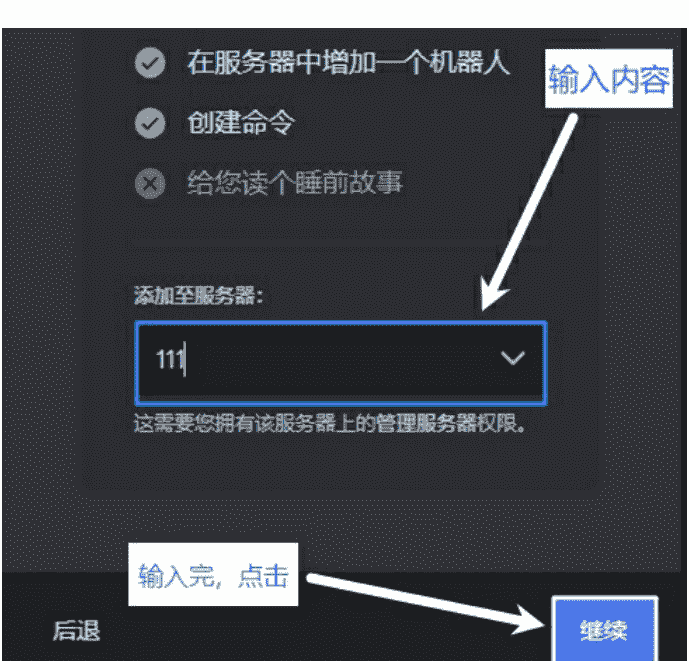 在服务器中增加一个机器人
输入内容
创建命令
给您读个睡前故事
添加至服务器：
111
这需要您拥有该服务器上的管理服务器权限。
输入完，点击
后退
继续